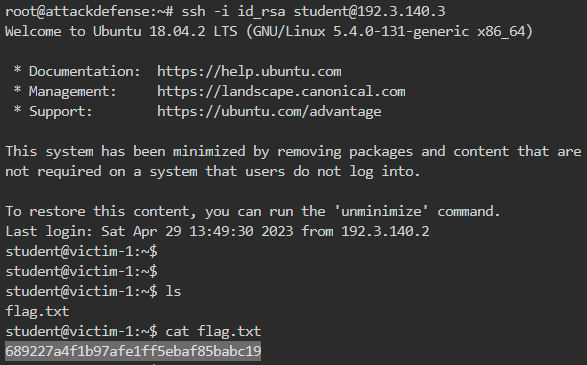 root@attackdefense:~# ssh -i id_rsa student@192.3.140.3
Welcome to Ubuntu 18.04.2 LTS (GNU/Linux 5.4.0-131-generic x86_64)
* Documentation:  https://help.ubuntu.com
* Management:     https://landscape.canonical.com
* Support:        https://ubuntu.com/advantage
This system has been minimized by removing packages and content that are
not required on a system that users do not log into.
To restore this content, you can run the 'unminimize' command.
Last login: Sat Apr 29 13:49:30 2023 from 192.3.140.2
student@victim-1:~$
student@victim-1:~$
student@victim-1:~$ ls
flag.txt
student@victim-1:~$ cat flag.txt
689227a4f1b97afe1ff5ebaf85babc19